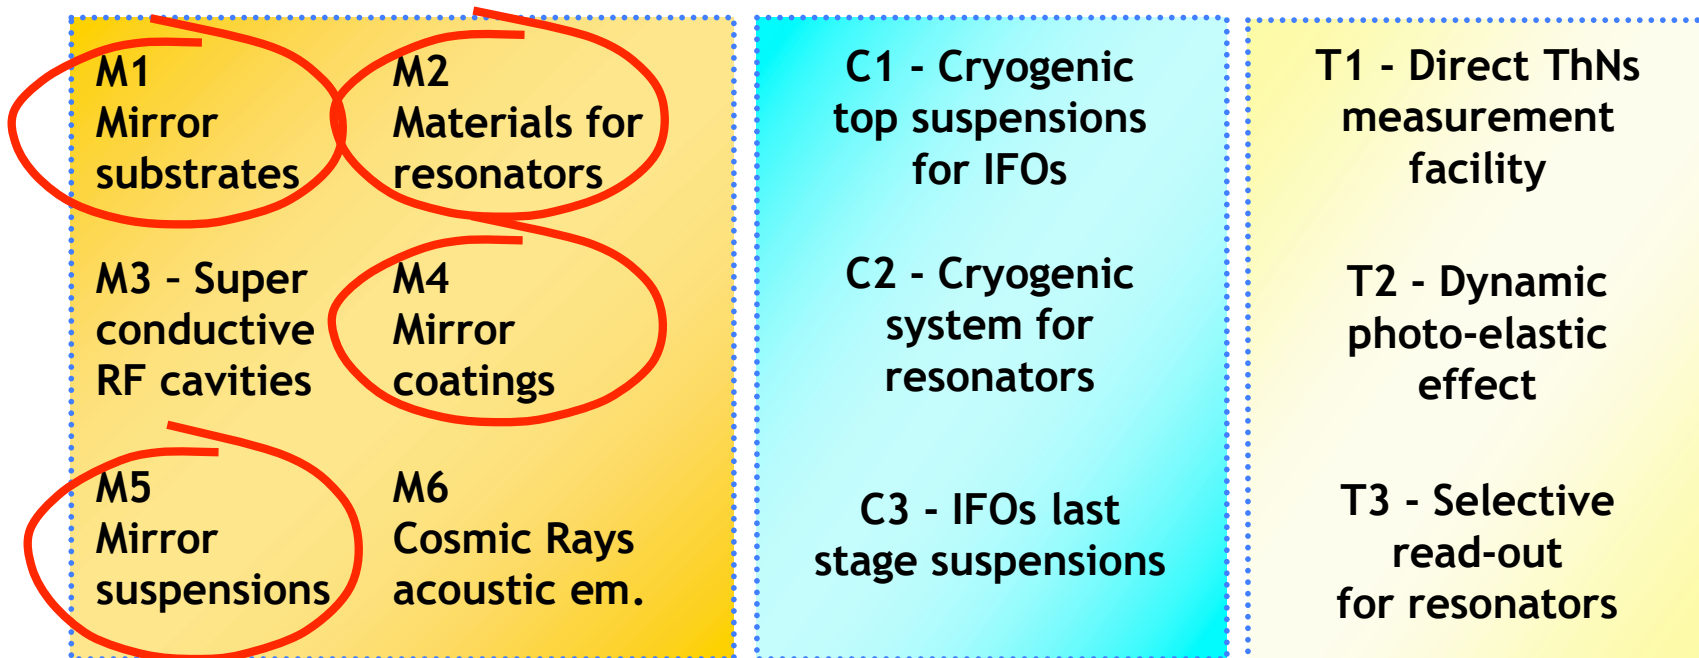 M1
Mirror
substrates
M2
Materials for
resonators
M3 – Super
conductive
RF cavities
M4
Mirror
coatings
M5
Mirror
suspensions
M6
Cosmic Rays
acoustic em.
C1 - Cryogenic
top suspensions
for IFOs
C2 - Cryogenic
system for
resonators
C3 - IFOs last
stage suspensions
T1 - Direct ThNs
measurement
facility
T2 - Dynamic
photo-elastic
effect
T3 - Selective
read-out
for resonators